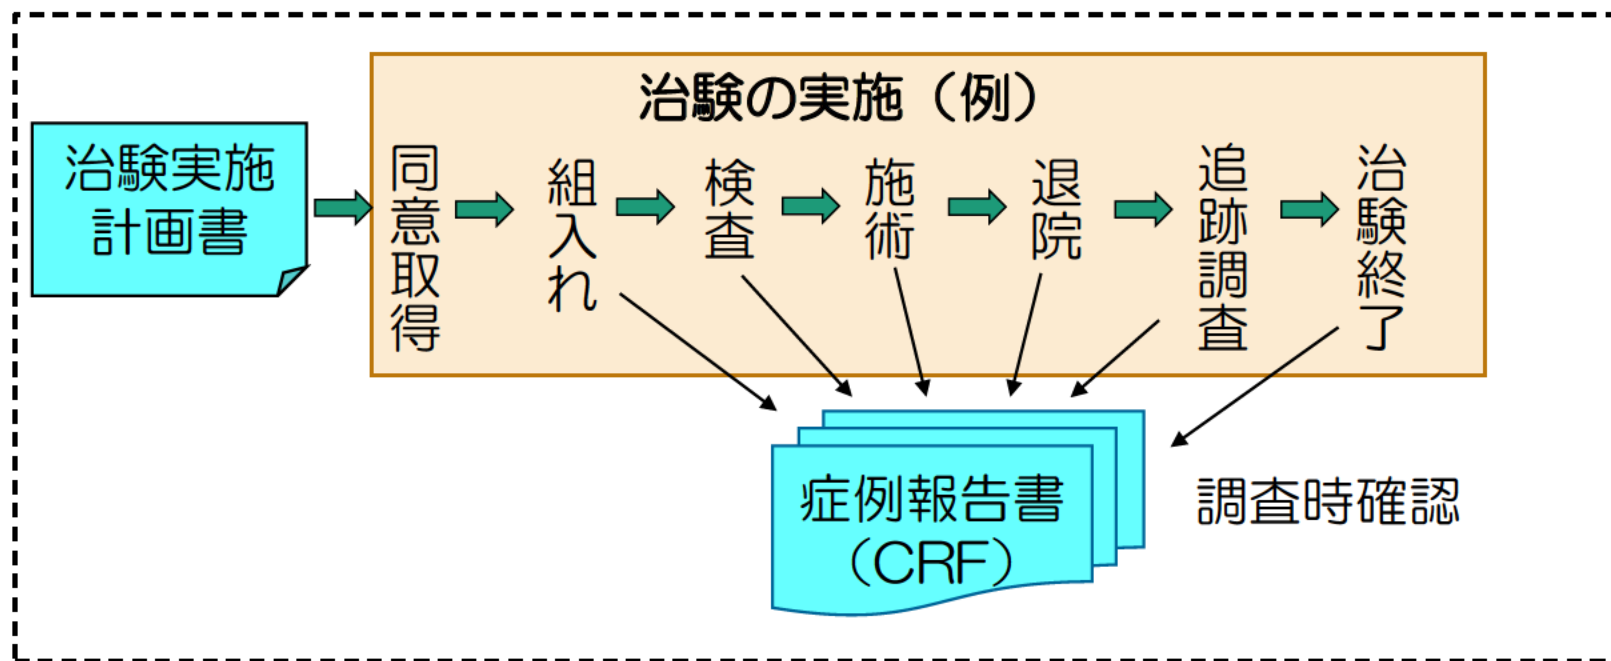 治験の実施（例）
治験実施
計画書
同意取得
組入れ
検査
施術
退院
追跡調査
治験終了
症例報告書
（CRF）
調査時確認